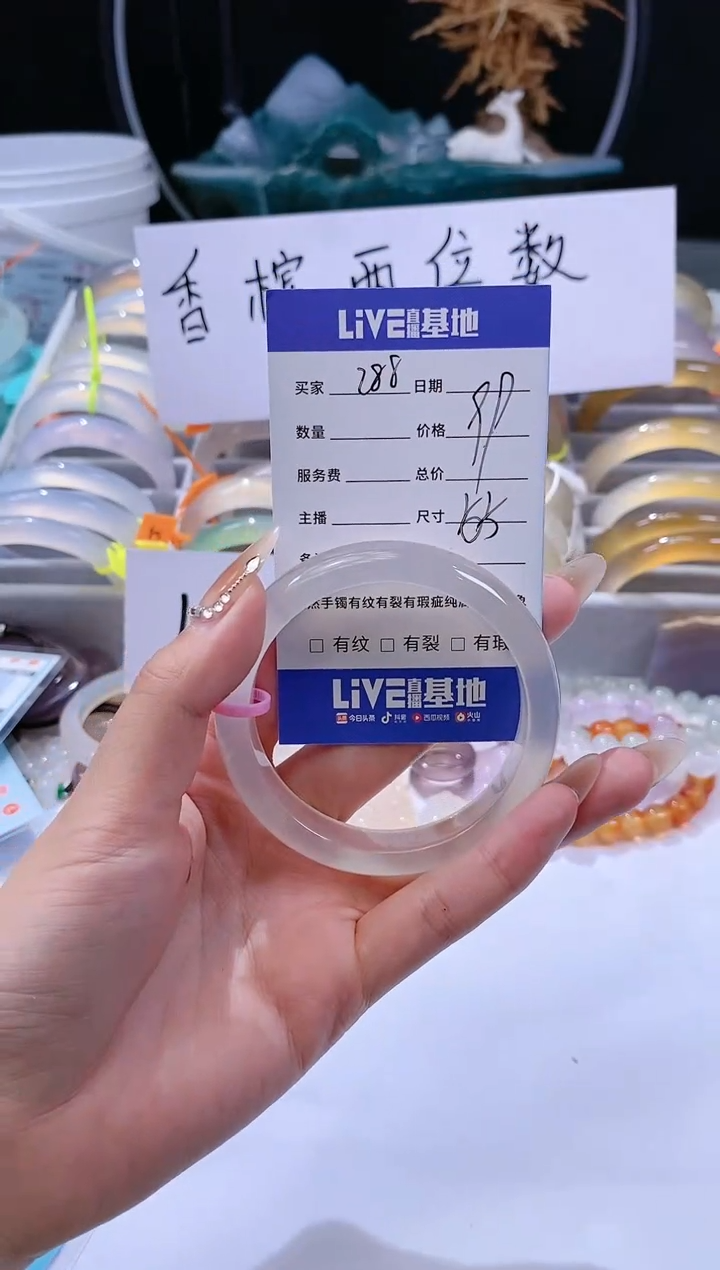 香槟两位数
LiVE直播基地
买家 288 日期
数量 价格
服务费 总价
主播 尺寸
然手镯有纹有裂有瑕疵纯
□ 有纹 □ 有裂 □ 有瑕
LiVE直播基地
头条 今日头条 抖音 西瓜视频 火山